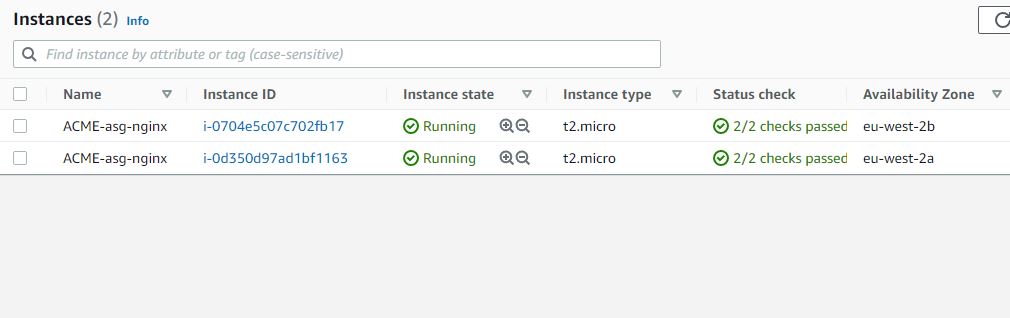 Instances (2) Info
Find instance by attribute or tag (case-sensitive)
Name Instance ID Instance state Instance type Status check Availability Zone
ACME-asg-nginx i-0704e5c07c702fb17 Running t2.micro 2/2 checks passed eu-west-2b
ACME-asg-nginx i-0d350d97ad1bf1163 Running t2.micro 2/2 checks passed eu-west-2a